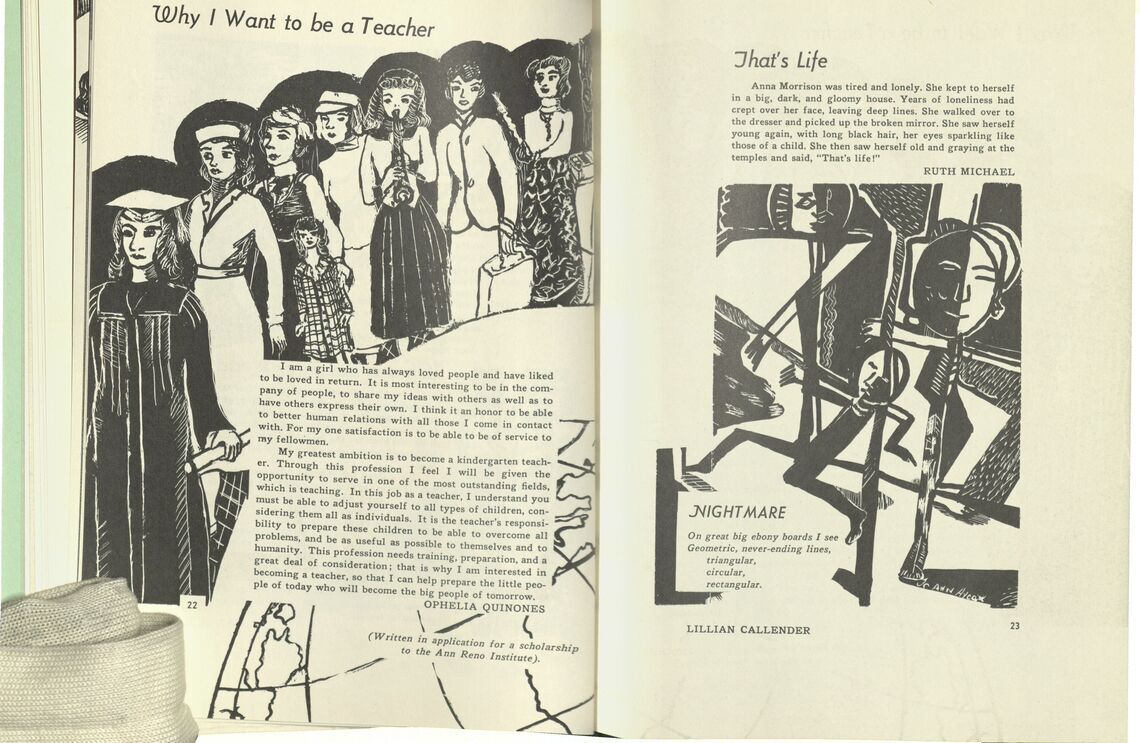 Why I Want to be a Teacher
I am a girl who has always loved people and have liked
to be loved in return. It is most interesting to be in the com-
pany of people, to share my ideas with others as well as to
have others express their own. I think it an honor to be able
to better human relations with all those I come in contact
with. For my one satisfaction is to be able to be of service to
my fellowmen.
My greatest ambition is to become a kindergarten teach-
er. Through this profession I feel I will be given the
opportunity to serve in one of the most outstanding fields,
which is teaching. In this job as a teacher, I understand you
must be able to adjust yourself to all types of children, con-
sidering them all as individuals. It is the teacher's responsi-
bility to prepare these children to be able to overcome all
problems, and be as useful as possible to themselves and to
humanity. This profession needs training, preparation, and a
great deal of consideration; that is why I am interested in
becoming a teacher, so that I can help prepare the little peo-
ple of today who will become the big people of tomorrow.
OPHELIA QUINONES
22
(Written in application for a scholarship
to the Ann Reno Institute).
That's Life
Anna Morrison was tired and lonely. She kept to herself
in a big, dark, and gloomy house. Years of loneliness had
crept over her face, leaving deep lines. She walked over to
the dresser and picked up the broken mirror. She saw herself
young again, with long black hair, her eyes sparkling like
those of a child. She then saw herself old and graying at the
temples and said, "That's life!"
RUTH MICHAEL
NIGHTMARE
On great big ebony boards I see
Geometric, never-ending lines,
triangular,
circular,
rectangular.
LILLIAN CALLENDER
23